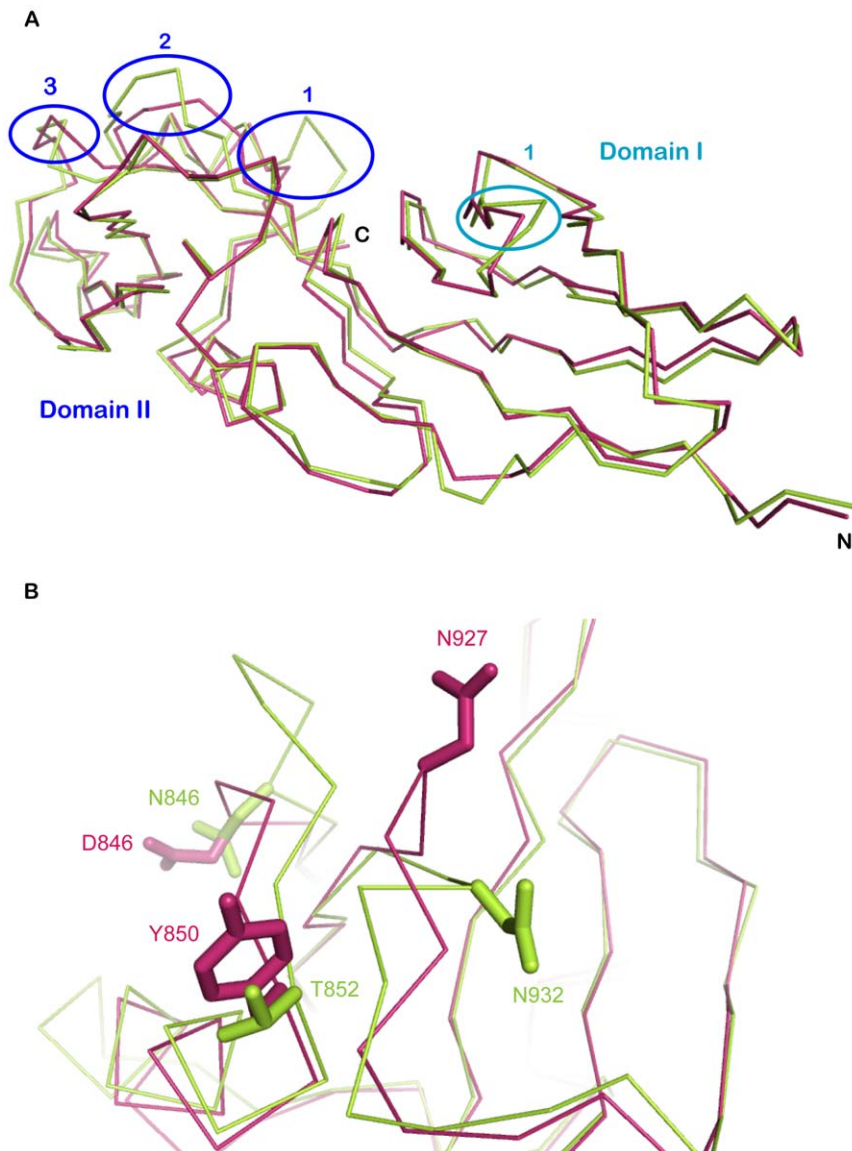 A
2
3
1
1
Domain I
C
Domain II
N
B
N927
N846
D846
Y850
T852
N932